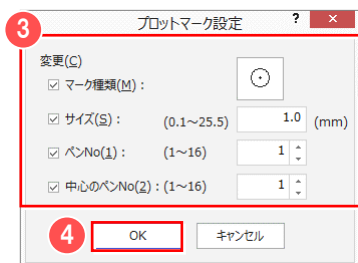 3
プロットマーク設定 ? ×
変更(C)
マーク種類(M)：
サイズ(S)： (0.1～25.5) 1.0 (mm)
ペンNo(1)： (1～16) 1
中心のペンNo(2)：(1～16) 1
4 OK キャンセル